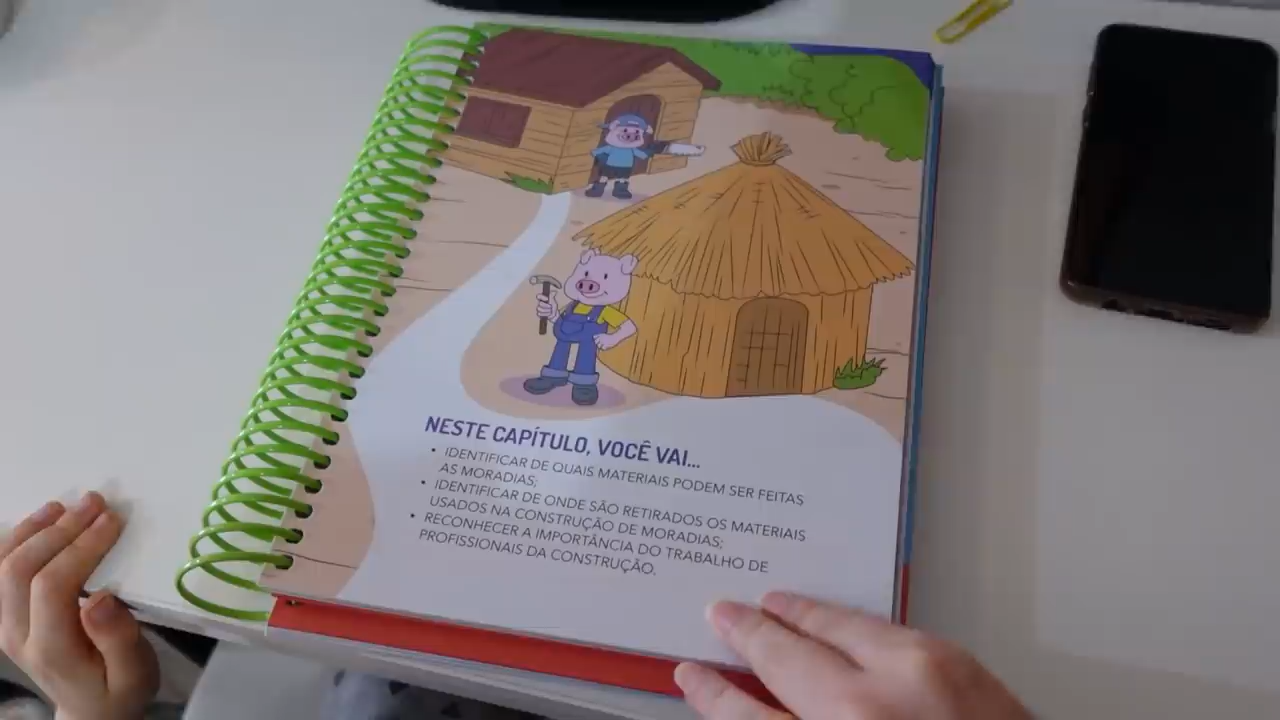 NESTE CAPÍTULO, VOCÊ VAI...
• IDENTIFICAR DE QUAIS MATERIAIS PODEM SER FEITAS
AS MORADIAS;
• IDENTIFICAR DE ONDE SÃO RETIRADOS OS MATERIAIS
USADOS NA CONSTRUÇÃO DE MORADIAS;
• RECONHECER A IMPORTÂNCIA DO TRABALHO DE
PROFISSIONAIS DA CONSTRUÇÃO.